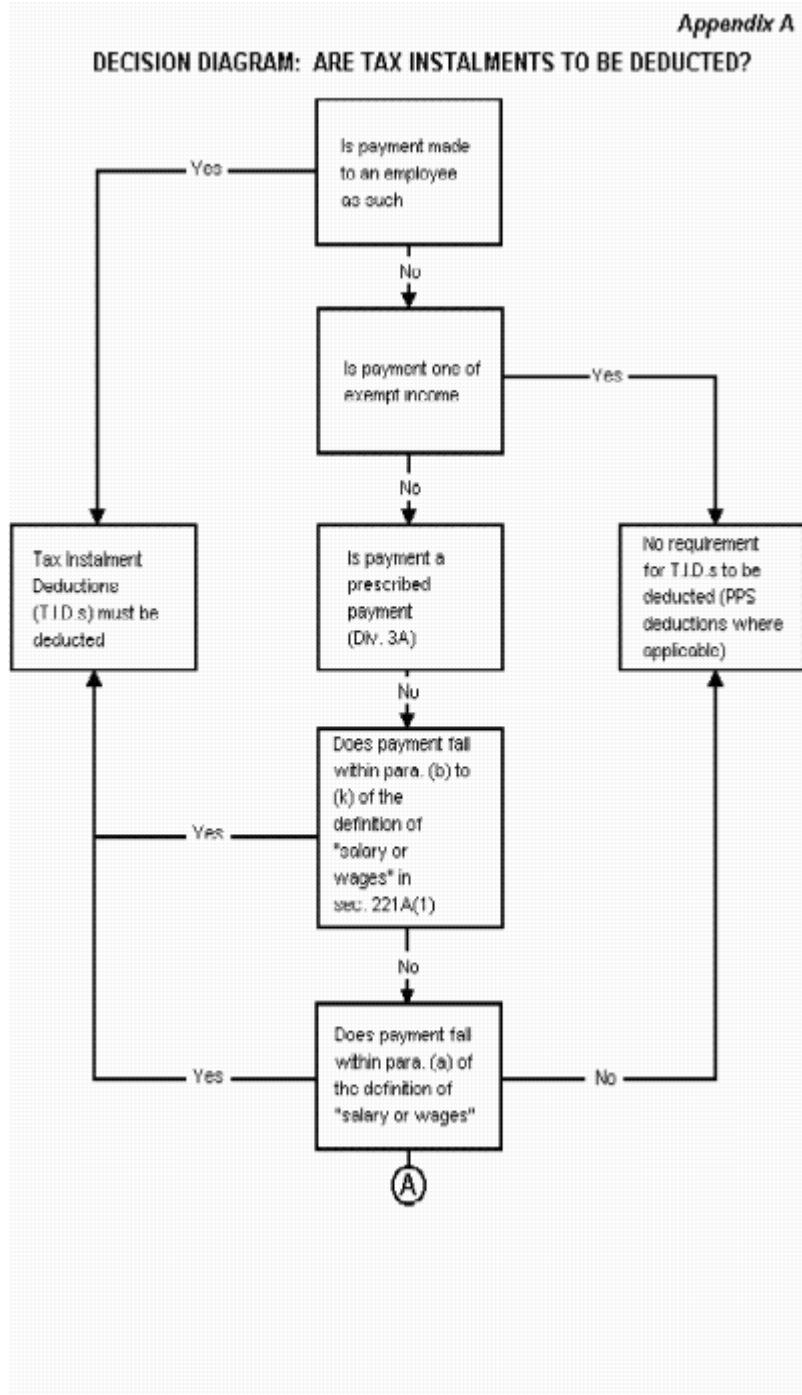 Appendix A
DECISION DIAGRAM: ARE TAX INSTALMENTS TO BE DEDUCTED?
Is payment made
to an employee
as such
Yes
No
Is payment one of
exempt income
Yes
No
Tax Instalment
Deductions
(T.I.D.s) must be
deducted
Is payment a
prescribed
payment
(Div. 3A)
No requirement
for T.I.D.s to be
deducted (PPS
deductions where
applicable)
No
Does payment fall
within para. (b) to
(k) of the
definition of
"salary or
wages" in
sec. 221A(1)
Yes
No
Does payment fall
within para. (a) of
the definition of
"salary or wages"
Yes
No
A